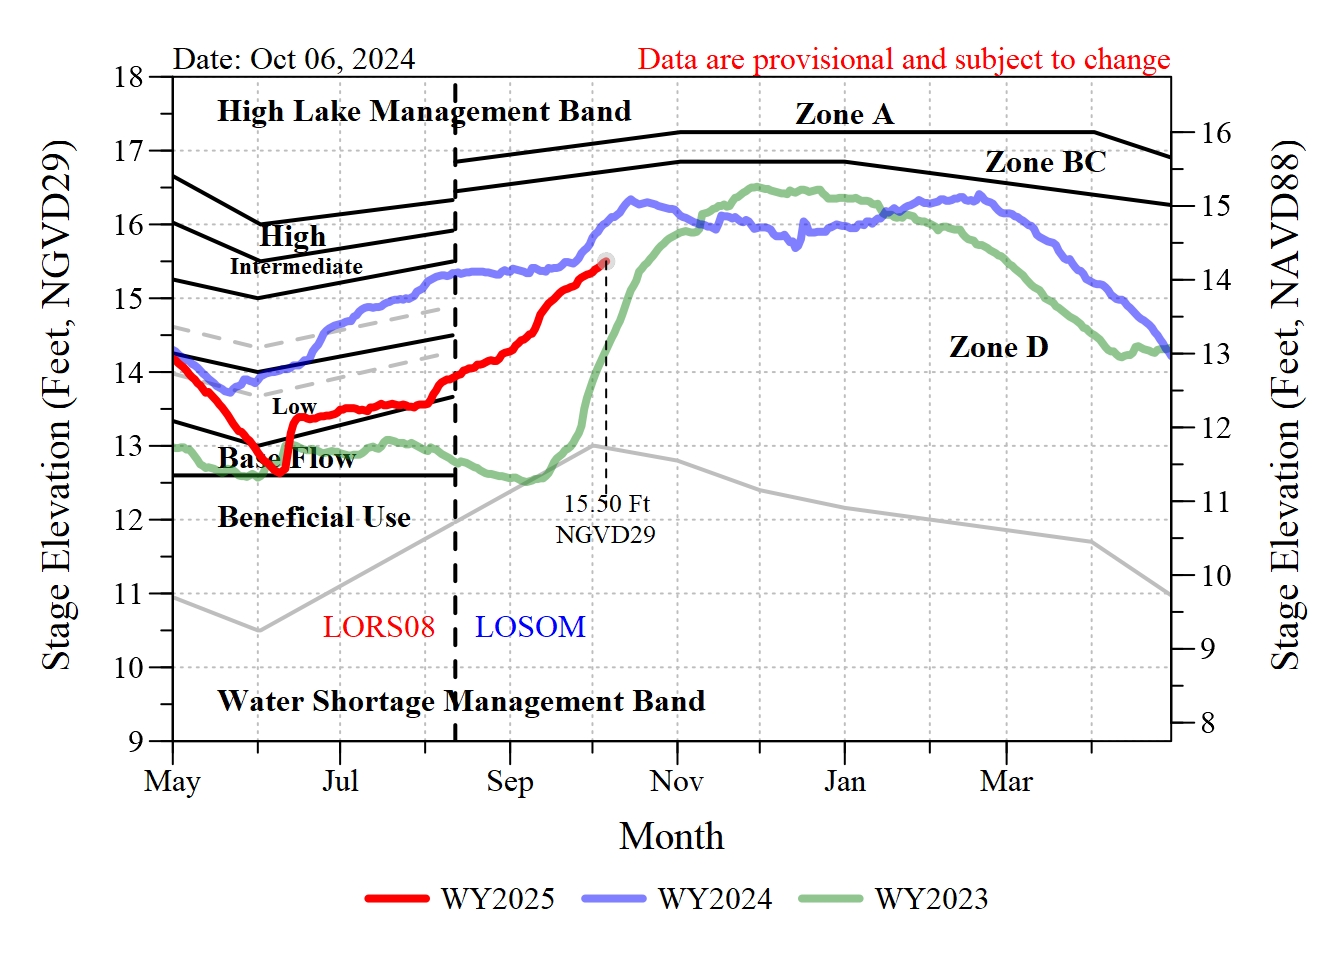 Date: Oct 06, 2024
Data are provisional and subject to change
Stage Elevation (Feet, NGVD29)
18
17
16
15
14
13
12
11
10
9
High Lake Management Band
High
Intermediate
Low
Base Flow
Beneficial Use
LORS08
LOSOM
Water Shortage Management Band
Zone A
Zone BC
Zone D
15.50 Ft
NGVD29
16
15
14
13
12
11
10
9
8
Stage Elevation (Feet, NAVD88)
May
Jul
Sep
Nov
Jan
Mar
Month
WY2025
WY2024
WY2023